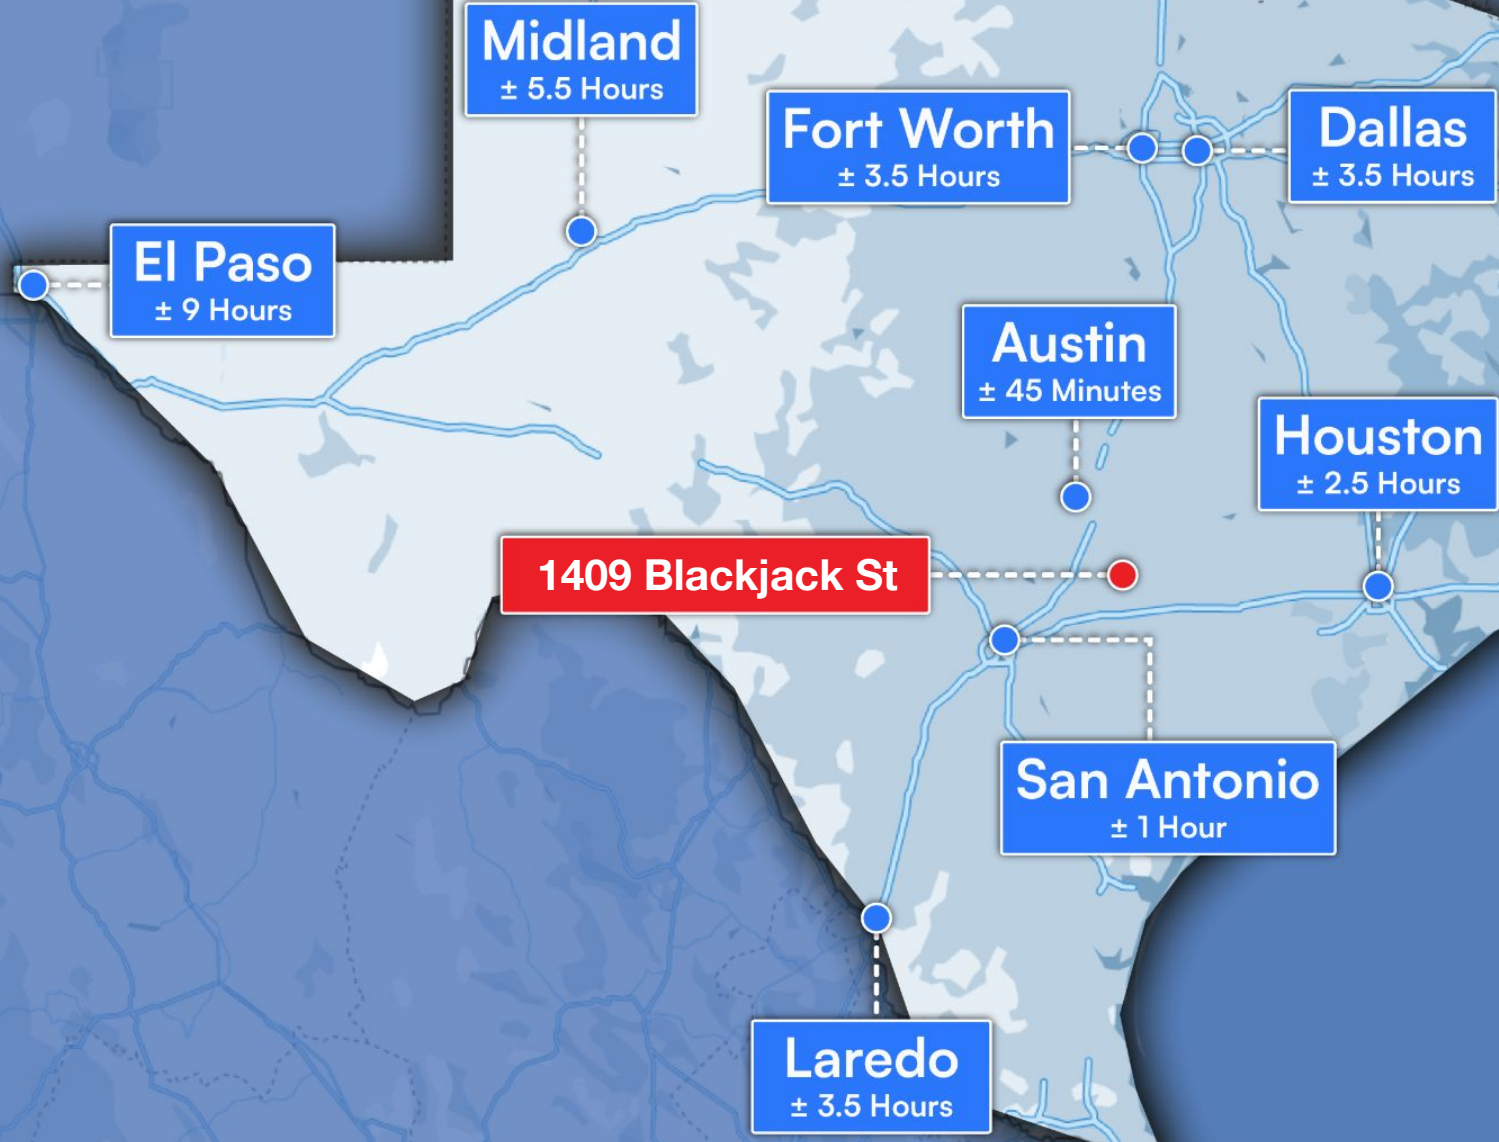 Midland
± 5.5 Hours
Fort Worth
± 3.5 Hours
Dallas
± 3.5 Hours
El Paso
± 9 Hours
Austin
± 45 Minutes
Houston
± 2.5 Hours
1409 Blackjack St
San Antonio
± 1 Hour
Laredo
± 3.5 Hours